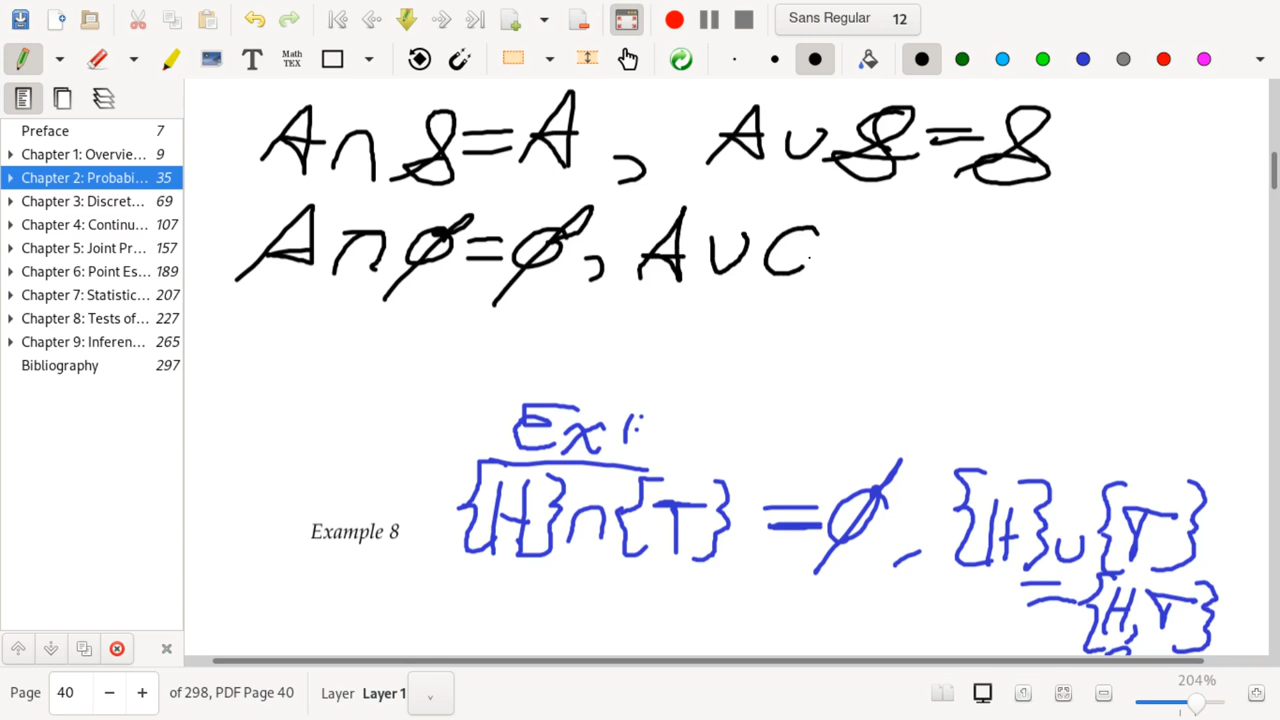 Sans Regular 12
Math
TEX
Preface 7
Chapter 1: Overvie... 9
Chapter 2: Probabi... 35
Chapter 3: Discret... 69
Chapter 4: Continu... 107
Chapter 5: Joint Pr... 157
Chapter 6: Point Es... 189
Chapter 7: Statistic... 207
Chapter 8: Tests of... 227
Chapter 9: Inferen... 265
Bibliography 297
A∩S=A, A∪S=S
A∩∅=∅, A∪C
Ex
Example 8 {H}∩{T} =∅, {H}∪{T}
={H,T}
Page 40 of 298, PDF Page 40 Layer Layer 1 204%